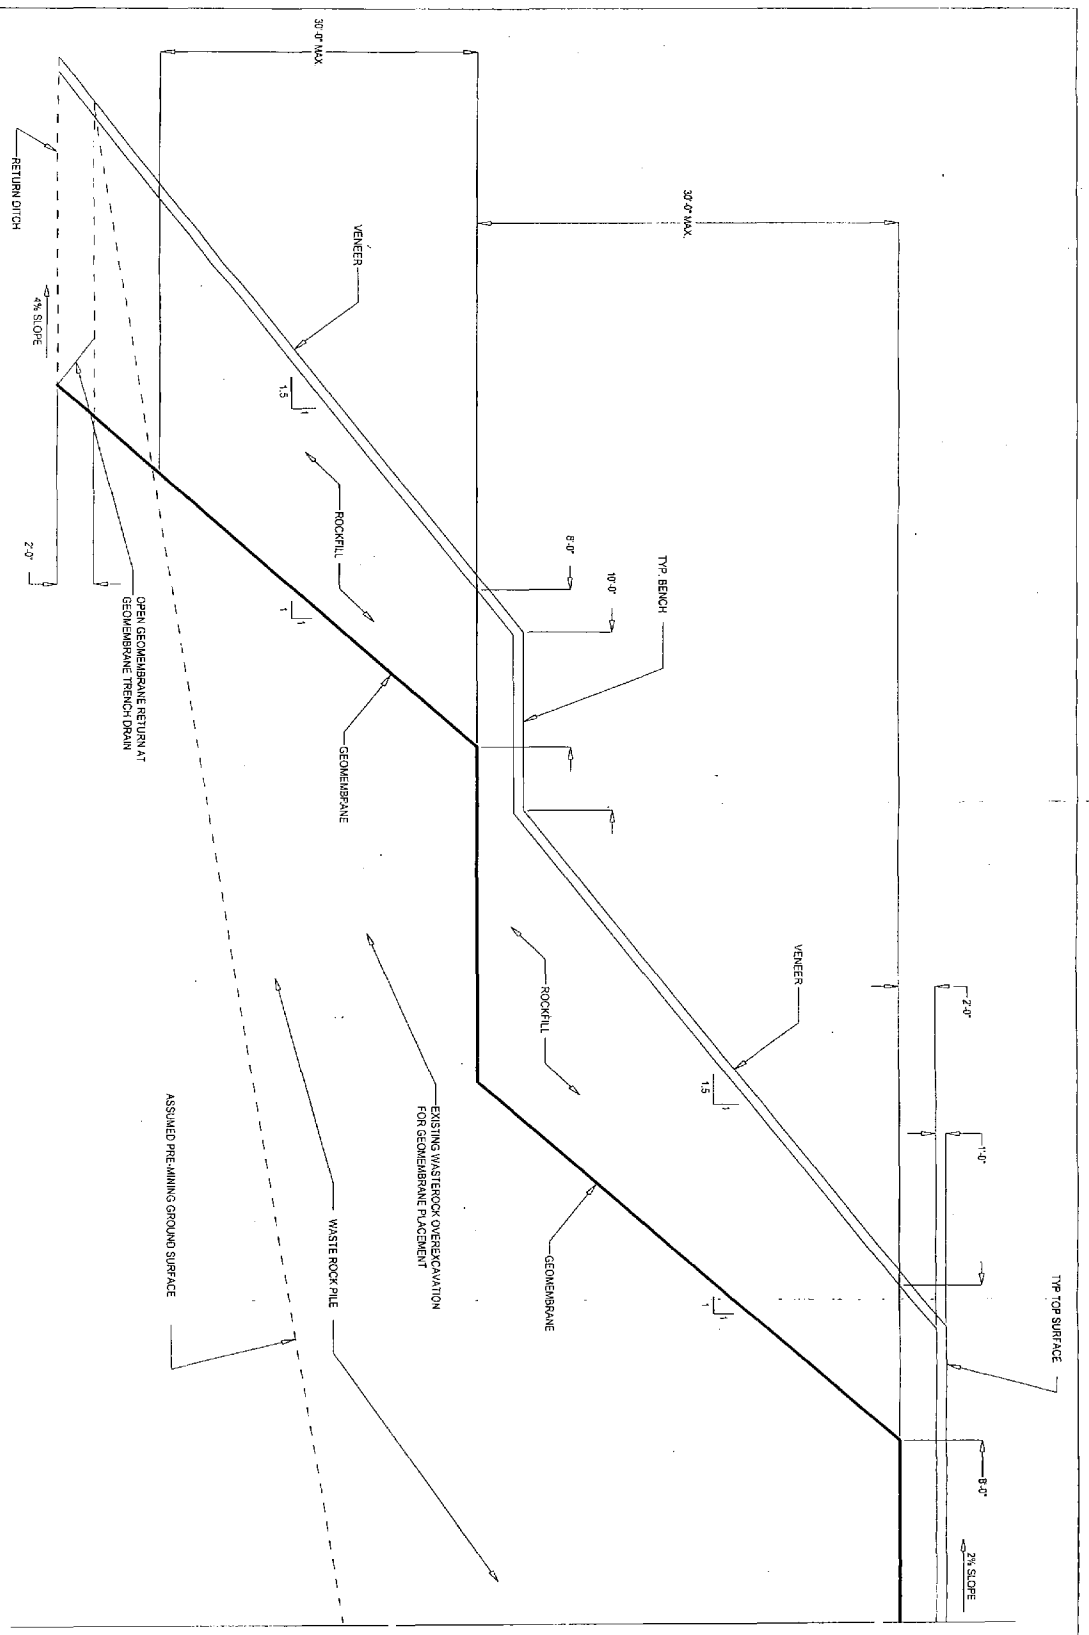 TYP TOP SURFACE
1'-0"
8'-0"
2'-0"
2% SLOPE
VENEER
1.5
1
1
30'-0" MAX.
TYP. BENCH
10'-0"
8'-0"
ROCKFILL
GEOMEMBRANE
EXISTING WASTEROCK OVEREXCAVATION
FOR GEOMEMBRANE PLACEMENT
VENEER
ROCKFILL
GEOMEMBRANE
WASTE ROCK PILE
30'-0" MAX
1.5
1
1
1
ASSUMED PRE-MINING GROUND SURFACE
OPEN GEOMEMBRANE RETURN AT
GEOMEMBRANE TRENCH DRAIN
4% SLOPE
2'-0"
RETURN DITCH